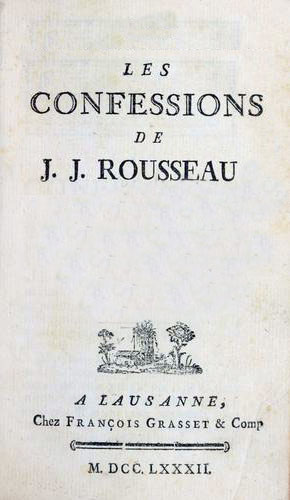 LES
CONFESSIONS
DE
J. J. ROUSSEAU
A LAUSANNE,
Chez FRANÇOIS GRASSET & Comp
M. DCC. LXXXII.